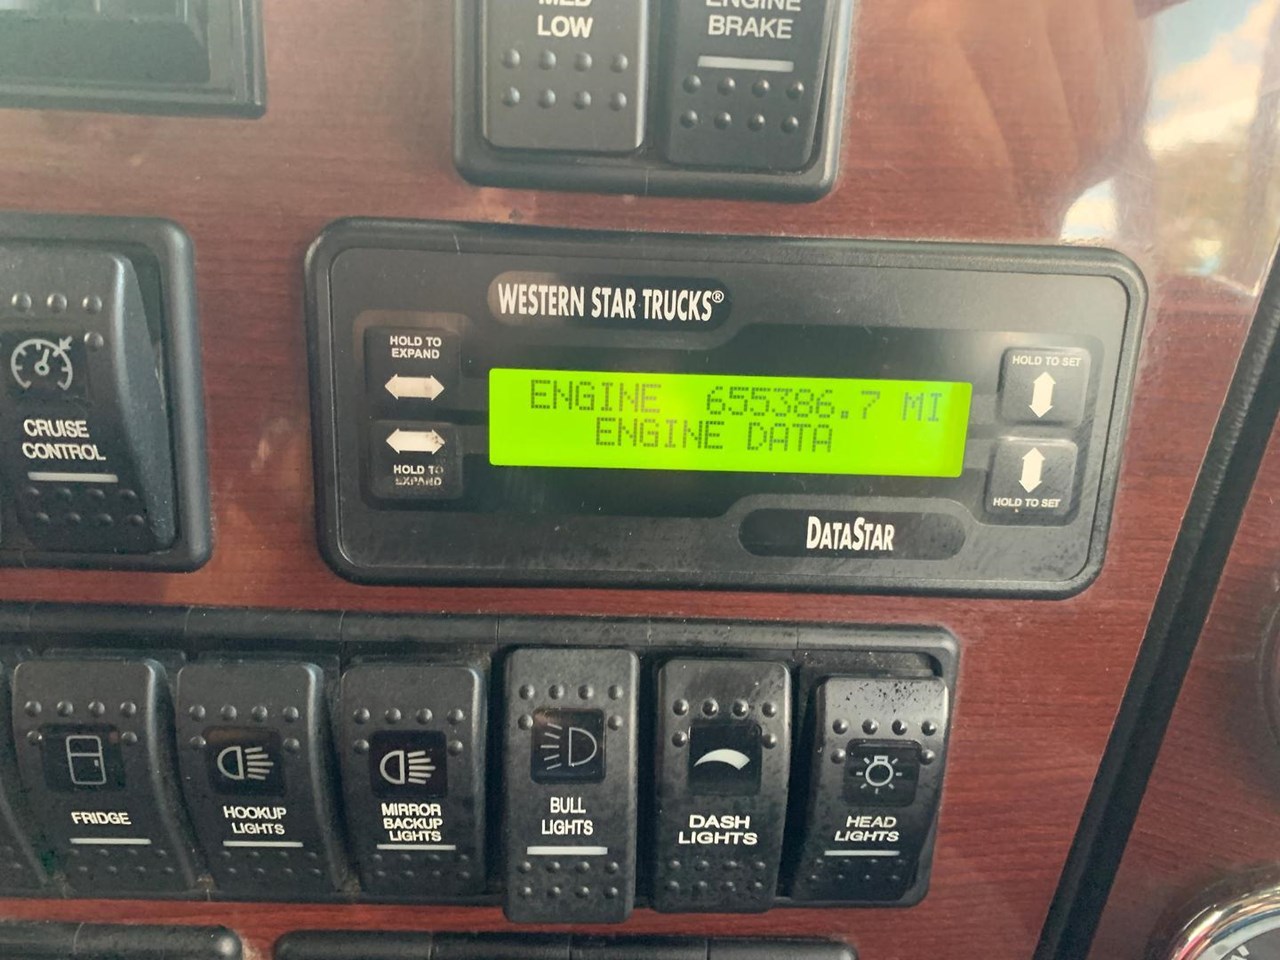 MED
LOW
ENGINE
BRAKE
WESTERN STAR TRUCKS®
HOLD TO
EXPAND
HOLD TO
EXPAND
ENGINE 655386.7 MI
ENGINE DATA
HOLD TO SET
HOLD TO SET
DATASTAR
CRUISE
CONTROL
FRIDGE
HOOKUP
LIGHTS
MIRROR
BACKUP
LIGHTS
BULL
LIGHTS
DASH
LIGHTS
HEAD
LIGHTS